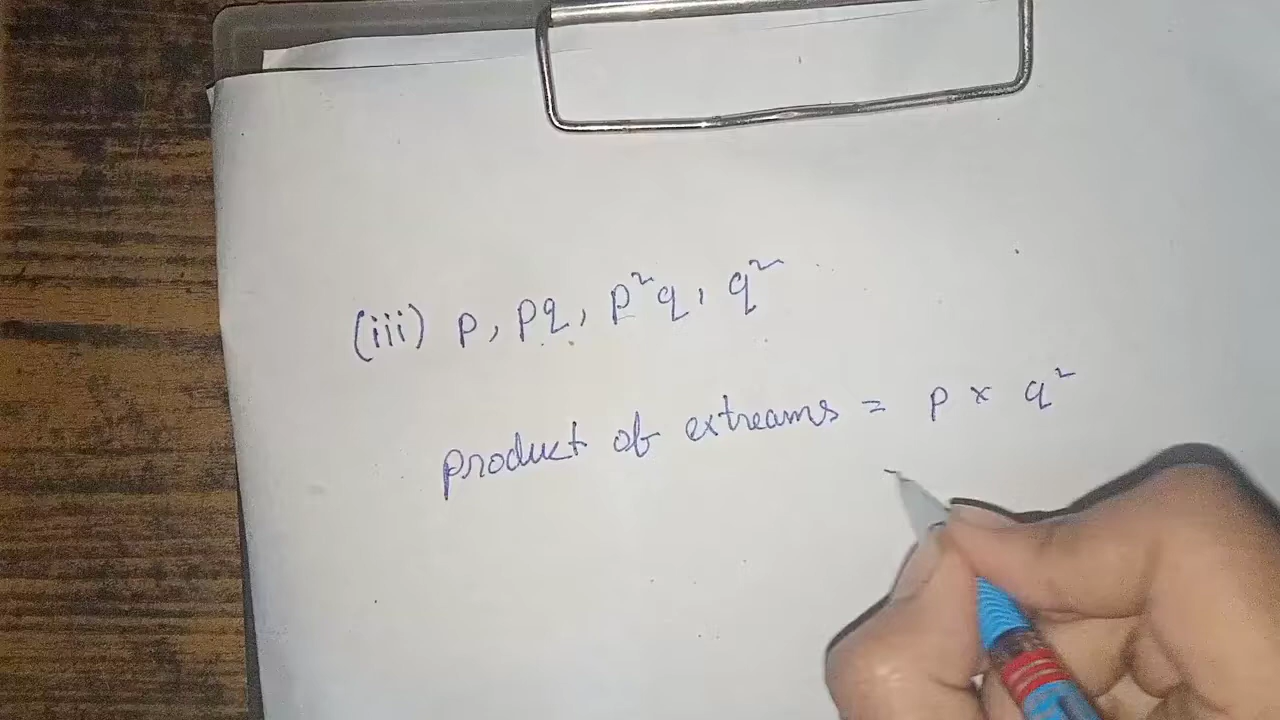 (iii) p, pq, p²q, q²
product of extreams = p × q²